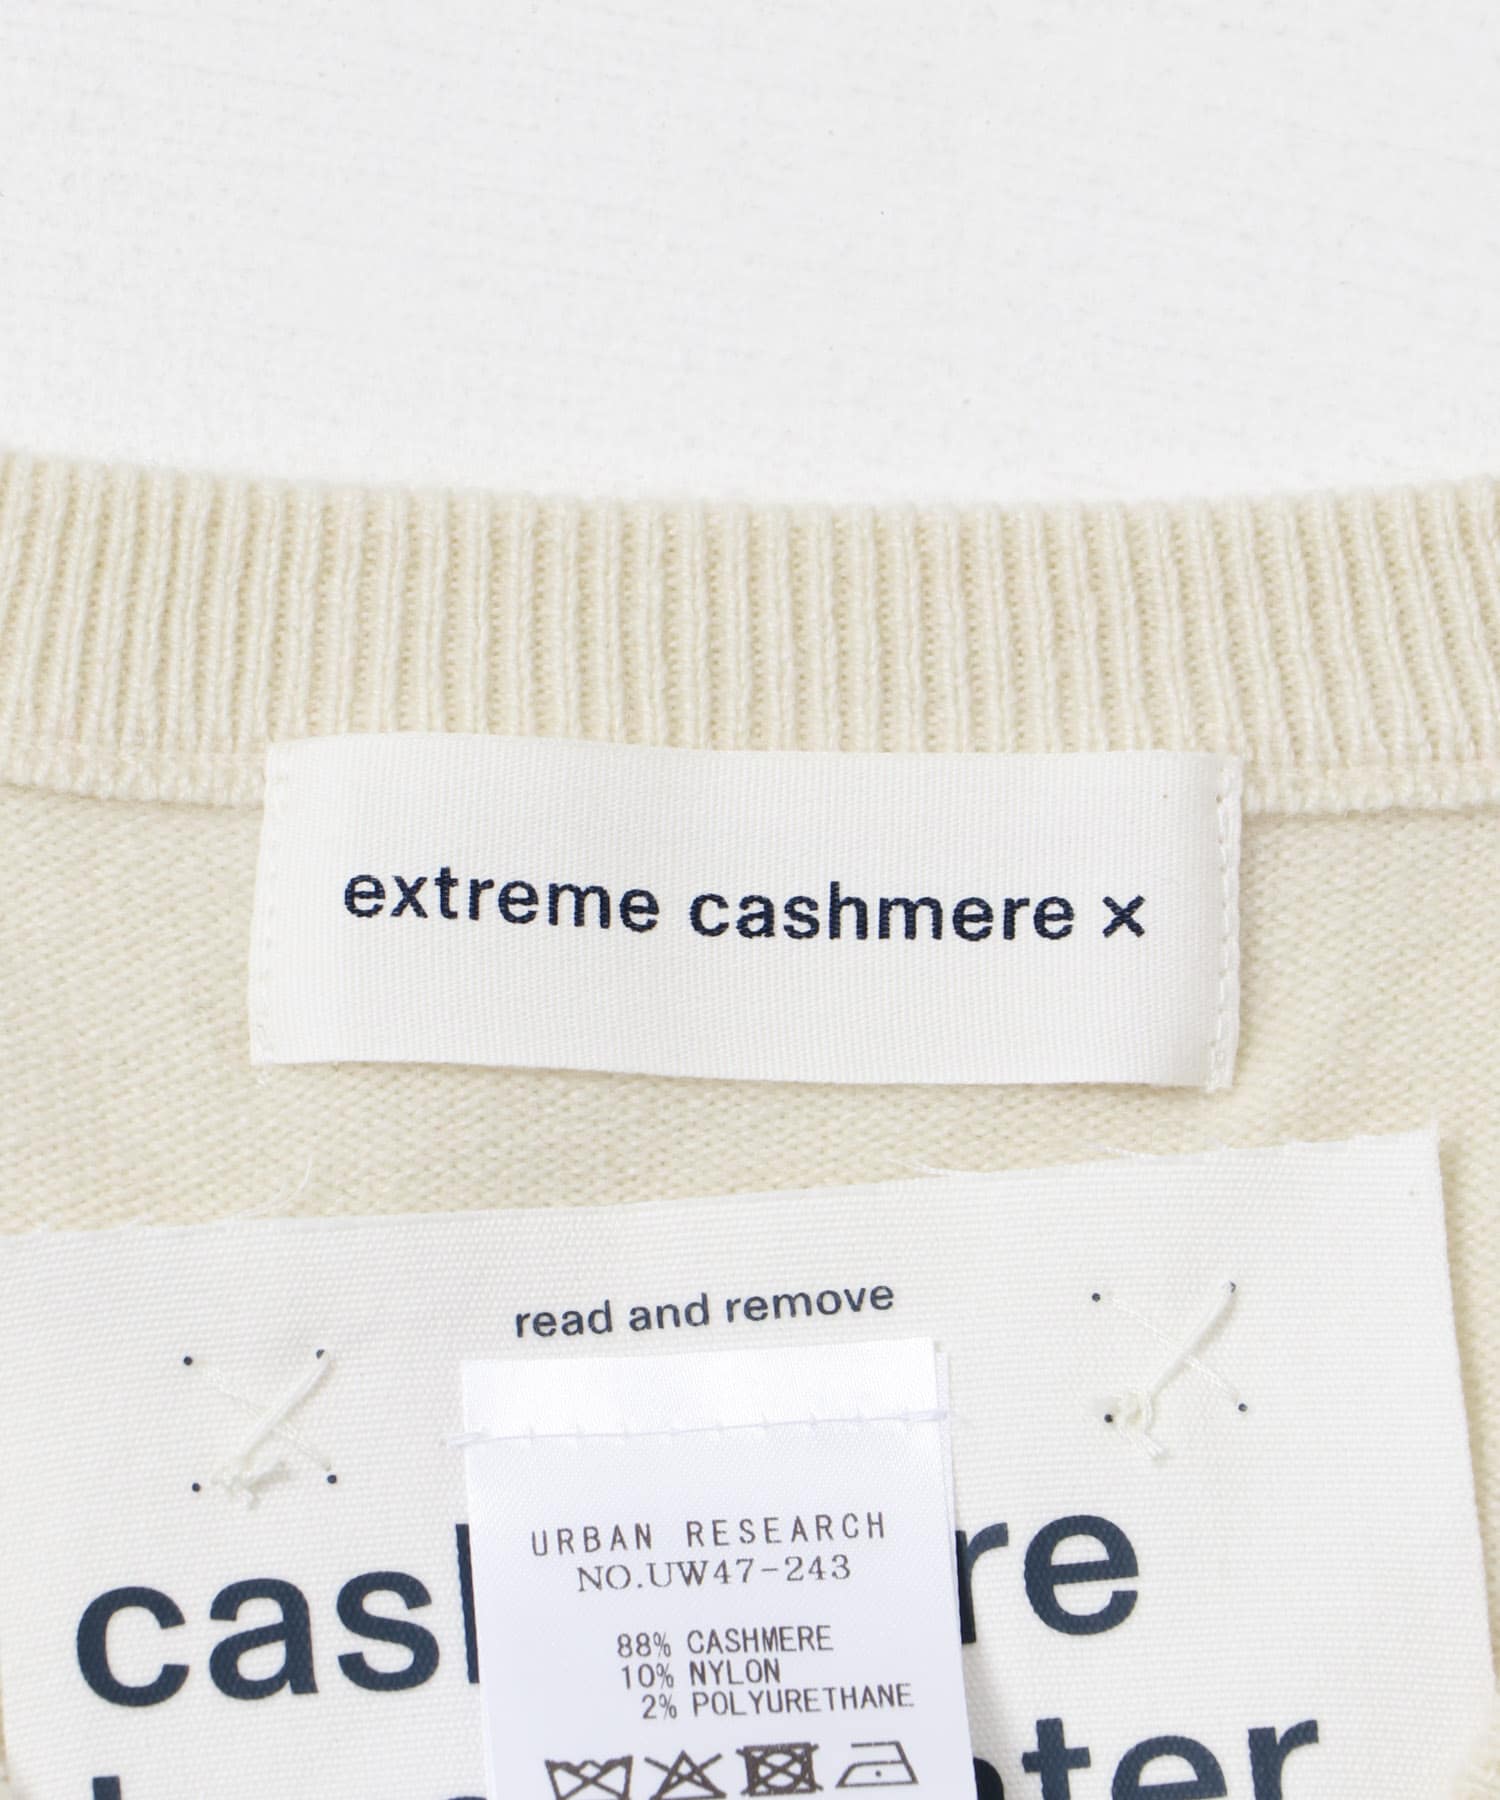 extreme cashmere ×
read and remove
URBAN RESEARCH
NO.UW47-243
88% CASHMERE
10% NYLON
2% POLYURETHANE